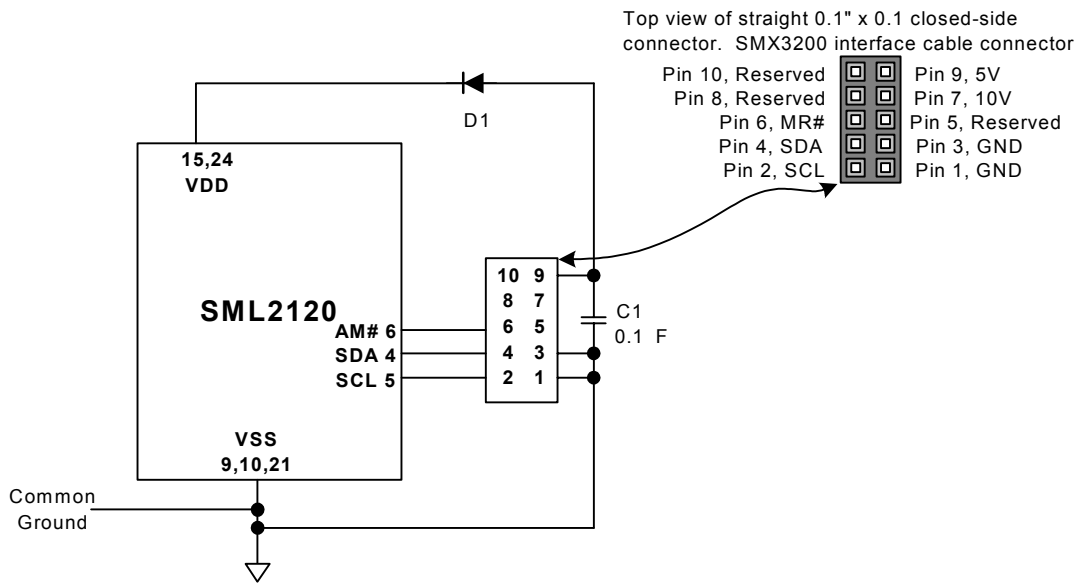 Top view of straight 0.1" x 0.1 closed-side
connector. SMX3200 interface cable connector
Pin 10, Reserved
Pin 9, 5V
Pin 8, Reserved
Pin 7, 10V
Pin 6, MR#
Pin 5, Reserved
Pin 4, SDA
Pin 3, GND
Pin 2, SCL
Pin 1, GND
D1
15,24
VDD
SML2120
AM# 6
SDA 4
SCL 5
10 9
8 7
6 5
4 3
2 1
C1
0.1 F
VSS
9,10,21
Common
Ground